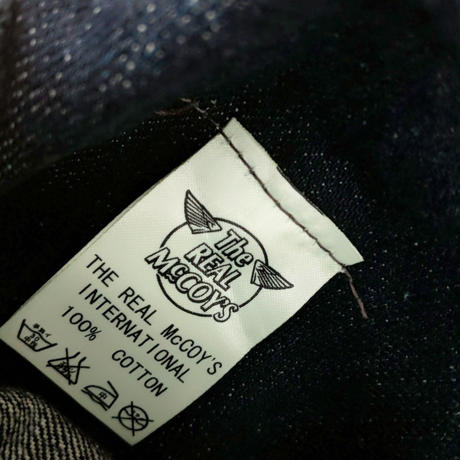 The
REAL
McCOY'S
THE REAL McCOY'S
INTERNATIONAL
100% COTTON